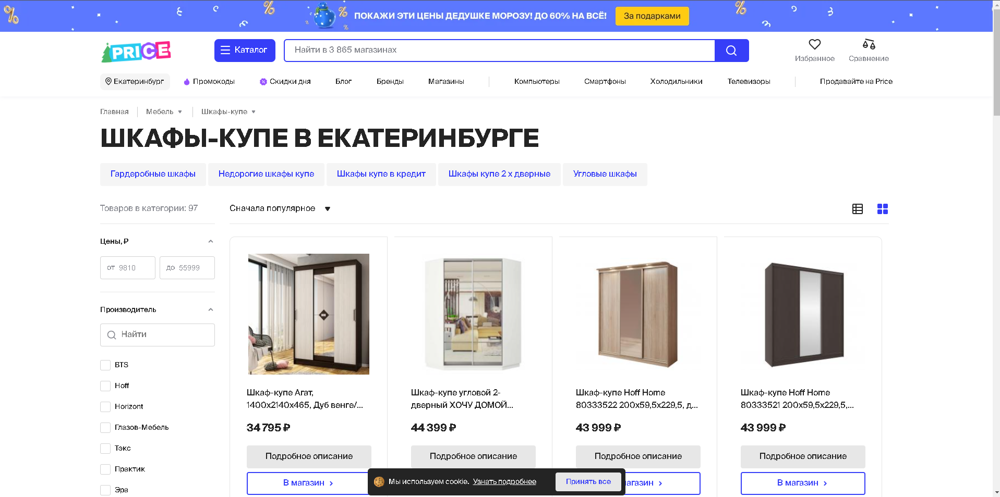 ПОКАЖИ ЭТИ ЦЕНЫ ДЕДУШКЕ МОРОЗУ! ДО 60% НА ВСЁ!
За подарками
PRICE
Каталог
Найти в 3 865 магазинах
Избранное
Сравнение
Екатеринбург
Промокоды
Скидки дня
Блог
Бренды
Магазины
Компьютеры
Смартфоны
Холодильники
Телевизоры
Продавайте на Price
Главная
Мебель
Шкафы-купе
ШКАФЫ-КУПЕ В ЕКАТЕРИНБУРГЕ
Гардеробные шкафы
Недорогие шкафы купе
Шкафы купе в кредит
Шкафы купе 2 х дверные
Угловые шкафы
Товаров в категории: 97
Сначала популярное
Цены, ₽
от 9810
до 55999
Производитель
Найти
BTS
Hoff
Horizont
Глазов-Мебель
Тэкс
Практик
Эра
Шкаф-купе Агат,
1400х2140х465, Дуб венге/...
34 795 ₽
Подробное описание
В магазин
Шкаф-купе угловой 2-
дверный ХОЧУ ДОМОЙ...
44 399 ₽
Подробное описание
Шкаф-купе Hoff Home
80333522 200х59,5х229,5, д...
43 999 ₽
Подробное описание
агазин
Шкаф-купе Hoff Home
80333521 200х59,5х229,5,...
43 999 ₽
Подробное описание
В магазин
Мы используем cookie. Узнать подробнее
Принять все